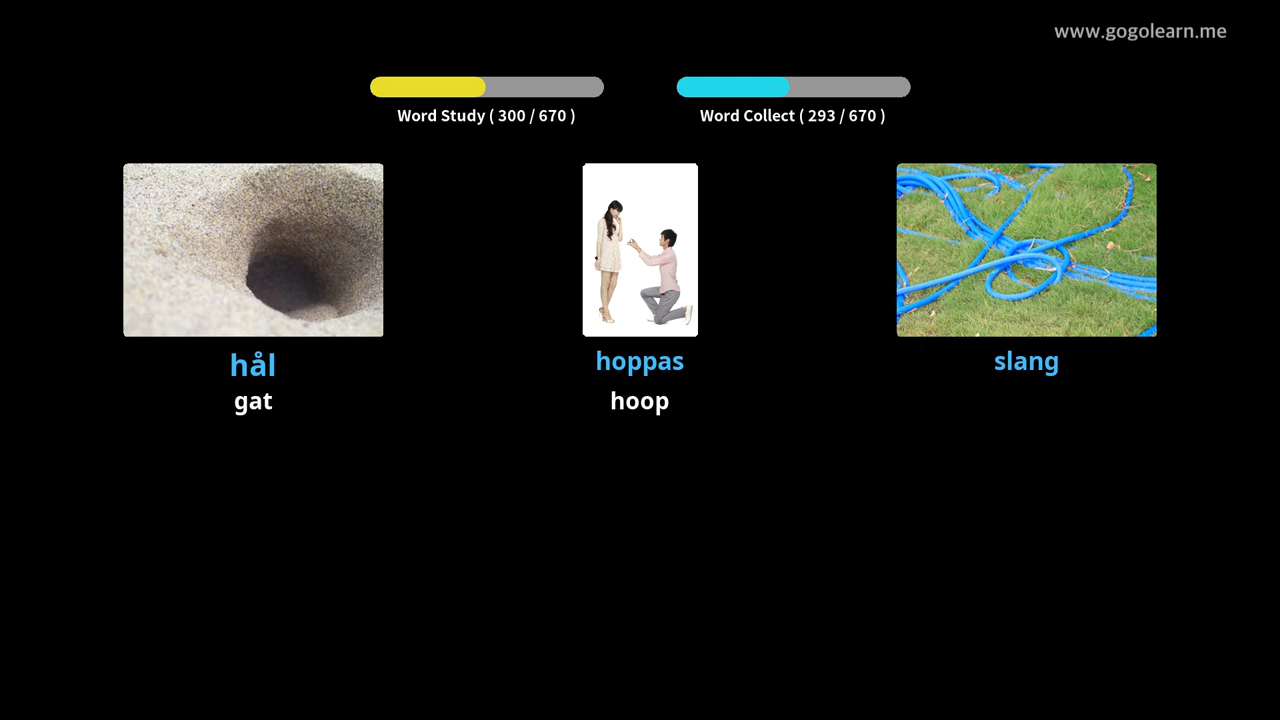 www.gogolearn.me
Word Study ( 300 / 670 )
Word Collect ( 293 / 670 )
hål
hoppas
slang
gat
hoop